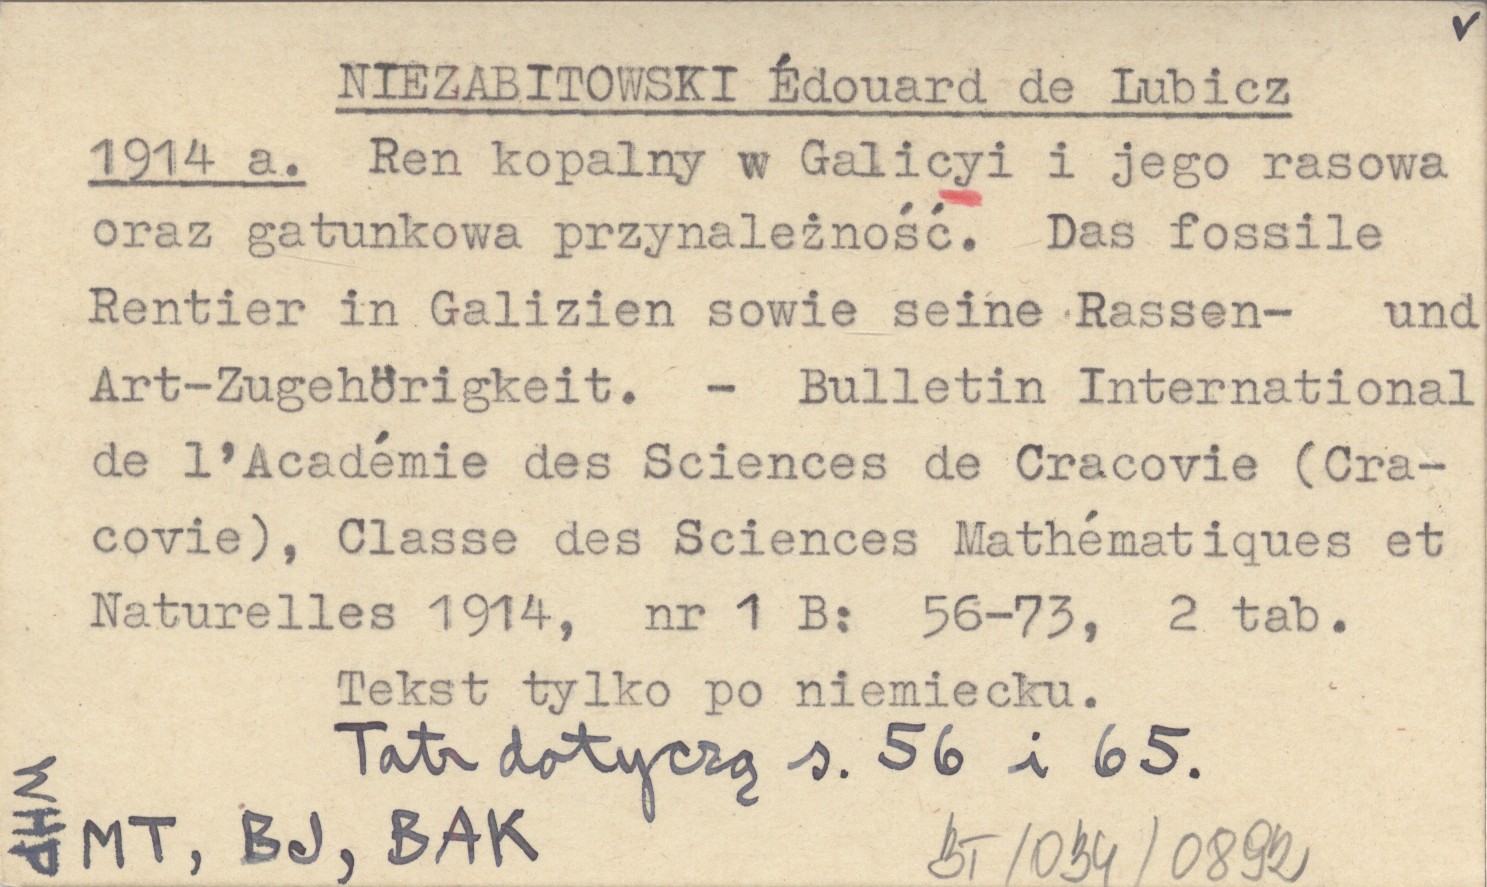 NIEZABITOWSKI Édouard de Lubicz
1914 a. Ren kopalny w Galicyi i jego rasowa
oraz gatunkowa przynależność. Das fossile
Rentier in Galizien sowie seine Rassen- und
Art-Zugehörigkeit. - Bulletin International
de l'Académie des Sciences de Cracovie (Cra-
covie), Classe des Sciences Mathématiques et
Naturelles 1914, nr 1 B: 56-73, 2 tab.
Tekst tylko po niemiecku.
Tatr dotyczą s. 56 i 65.
MT, BJ, BAK
BT/034/0892